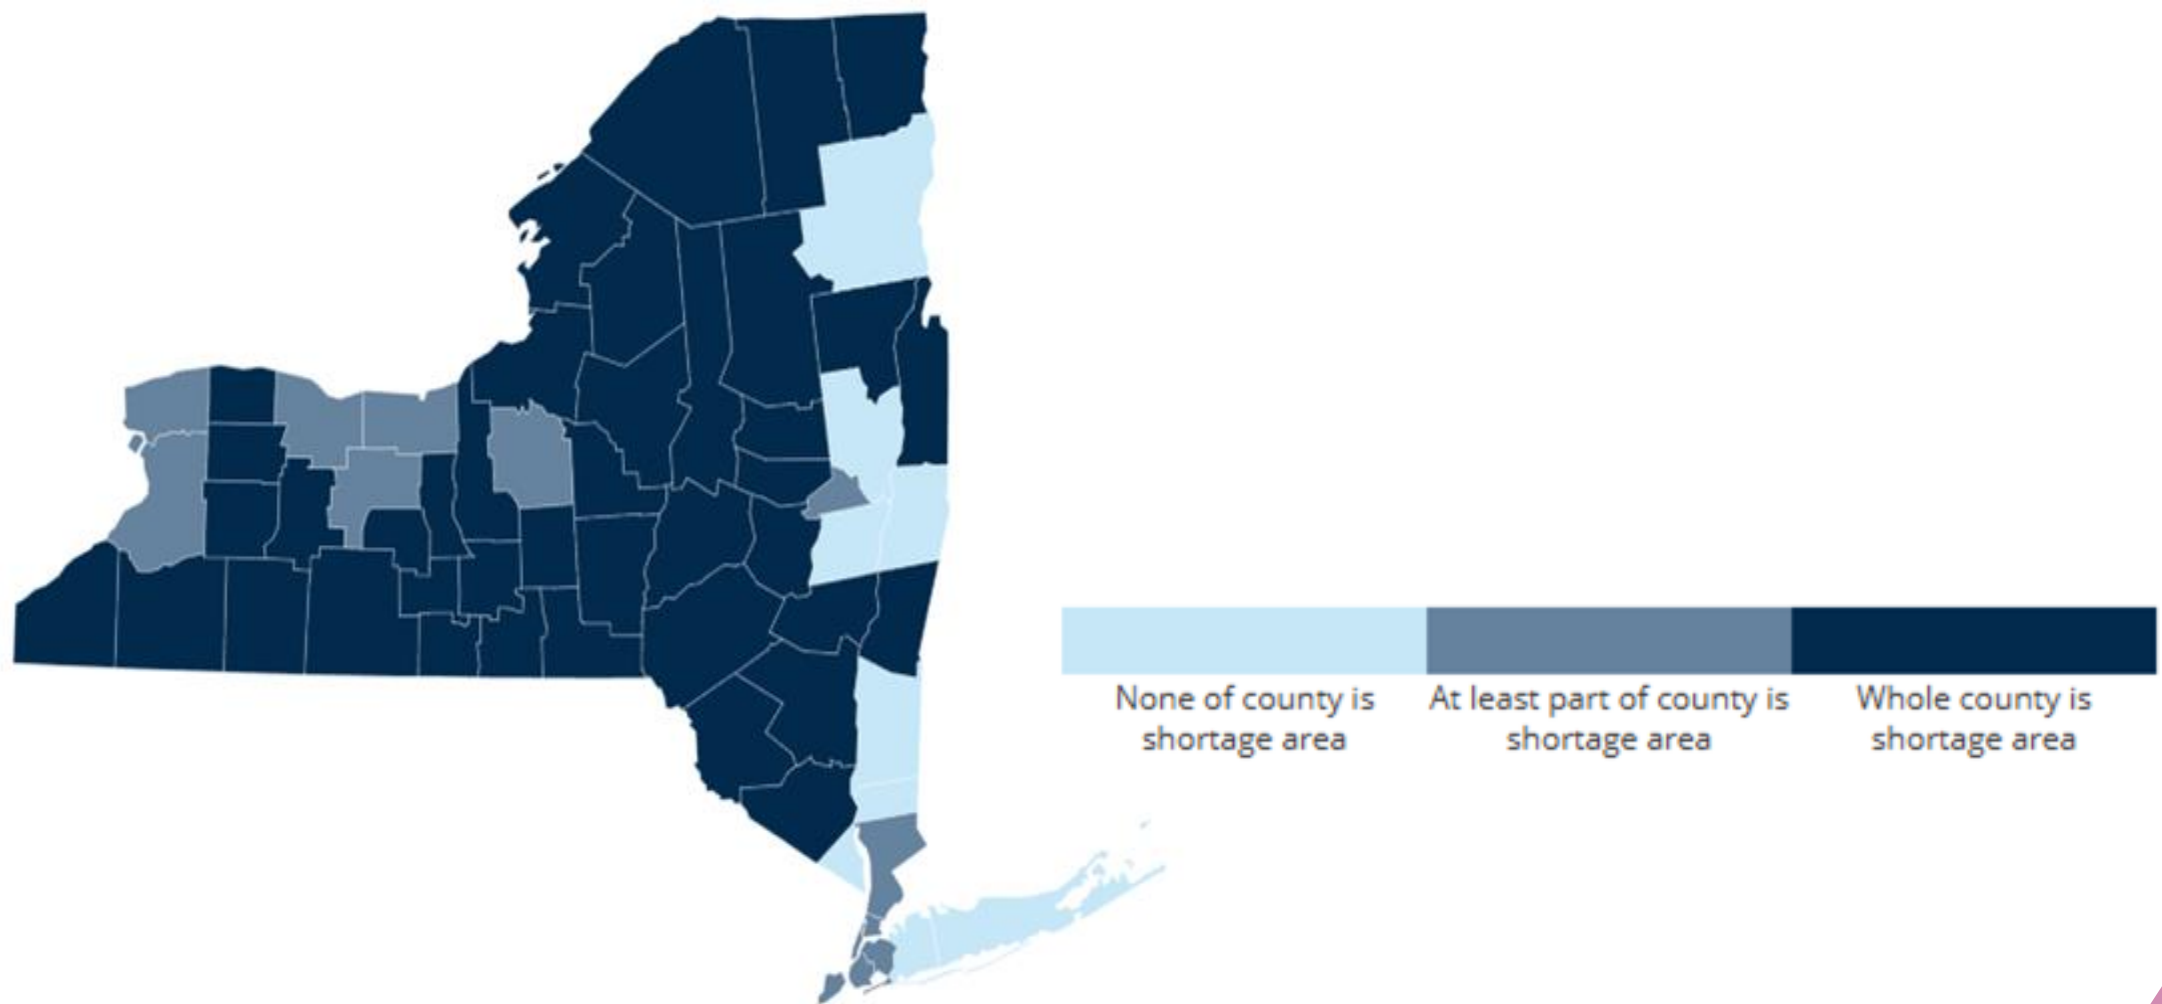 None of county is
shortage area
At least part of county is
shortage area
Whole county is
shortage area